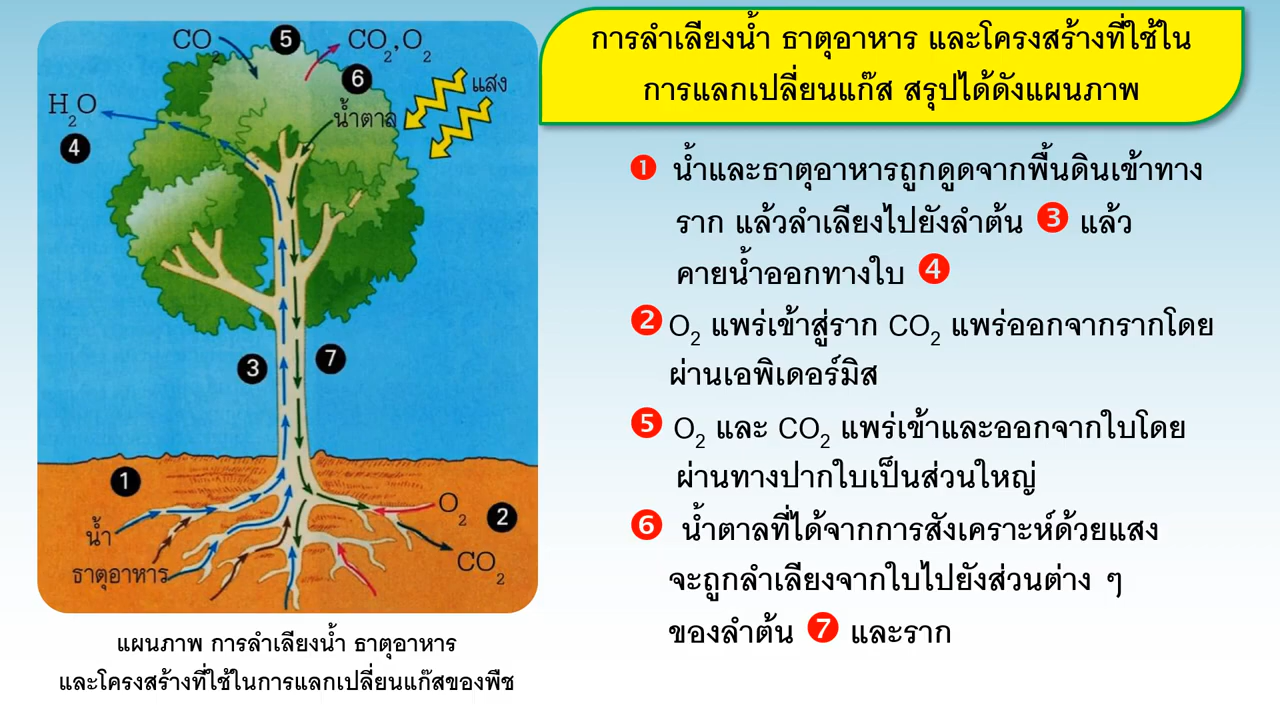 การลำเลียงน้ำ ธาตุอาหาร และโครงสร้างที่ใช้ใน
การแลกเปลี่ยนแก๊ส สรุปได้ดังแผนภาพ
CO2
5
CO2,O2
6
แสง
H2O
น้ำตาล
4
3
7
1
O2
2
น้ำ
CO2
ธาตุอาหาร
แผนภาพ การลำเลียงน้ำ ธาตุอาหาร
และโครงสร้างที่ใช้ในการแลกเปลี่ยนแก๊สของพืช
1 น้ำและธาตุอาหารถูกดูดจากพื้นดินเข้าทาง
ราก แล้วลำเลียงไปยังลำต้น 3 แล้ว
คายน้ำออกทางใบ 4
2 O2 แพร่เข้าสู่ราก CO2 แพร่ออกจากรากโดย
ผ่านเอพิเดอร์มิส
5 O2 และ CO2 แพร่เข้าและออกจากใบโดย
ผ่านทางปากใบเป็นส่วนใหญ่
6 น้ำตาลที่ได้จากการสังเคราะห์ด้วยแสง
จะถูกลำเลียงจากใบไปยังส่วนต่าง ๆ
ของลำต้น 7 และราก